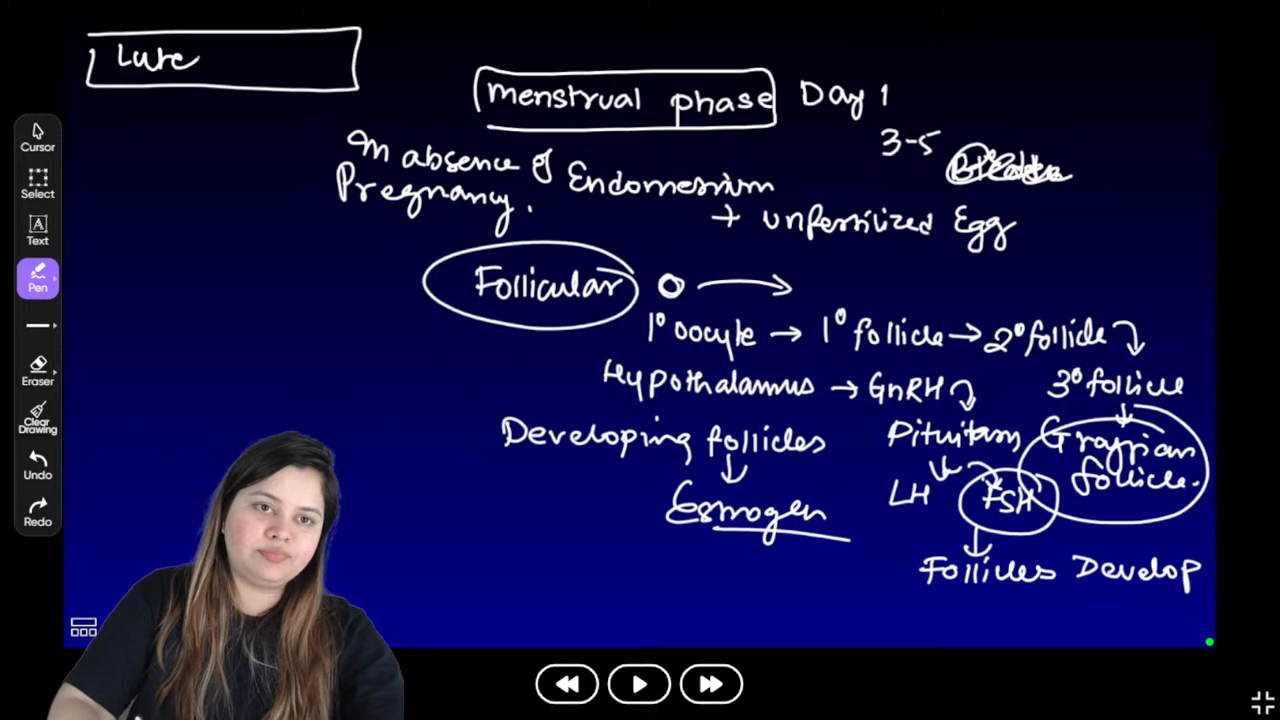 Lute
menstrual phase Day 1
3-5
In absence of Endomesrium
Pregnancy.
+ unfertilized Egg
Follicular
1° oocyte → 1° follicle → 2° follicle
Hypothalamus → GnRH
3° follicle
Developing follicles
Pituitary
Graffian
follicle.
Estrogen
LH
FSH
Follicles Develop
Cursor
Select
Text
Pen
Eraser
Clear
Drawing
Undo
Redo